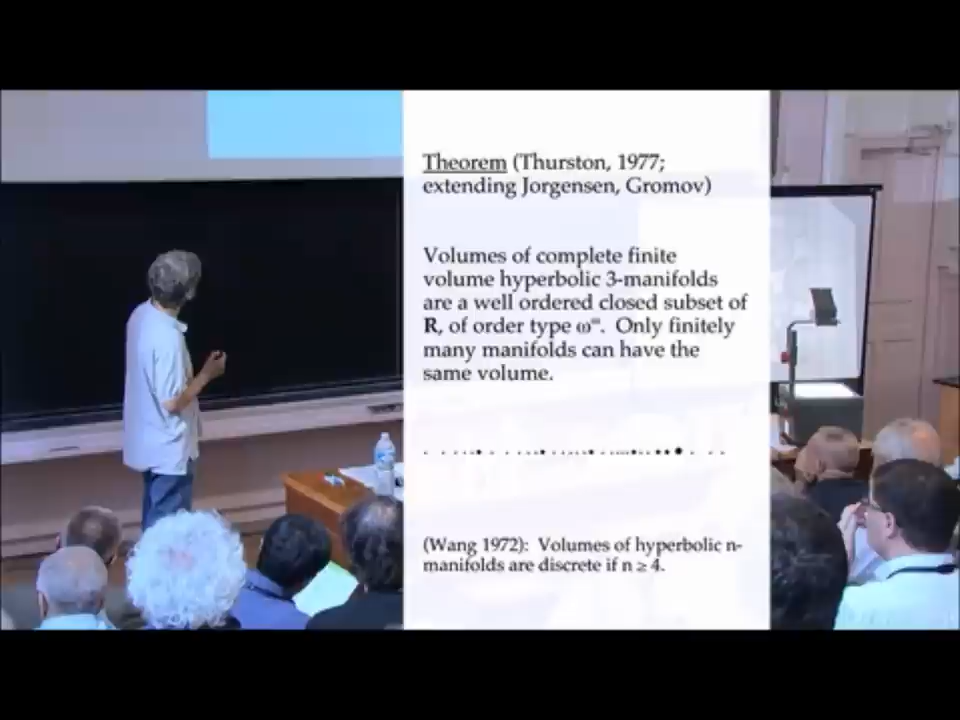 Theorem (Thurston, 1977;
extending Jorgensen, Gromov)
Volumes of complete finite
volume hyperbolic 3-manifolds
are a well ordered closed subset of
R, of order type ω^∞. Only finitely
many manifolds can have the
same volume.
(Wang 1972): Volumes of hyperbolic n-
manifolds are discrete if n ≥ 4.